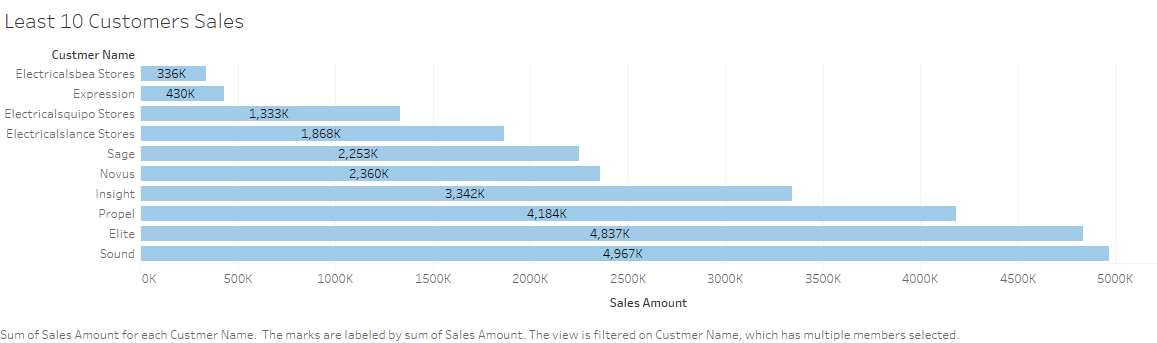 Least 10 Customers Sales
Custmer Name
Electricalsbea Stores 336K
Expression 430K
Electricalsquipo Stores 1,333K
Electricalslance Stores 1,868K
Sage 2,253K
Novus 2,360K
Insight 3,342K
Propel 4,184K
Elite 4,837K
Sound 4,967K
0K 500K 1000K 1500K 2000K 2500K 3000K 3500K 4000K 4500K 5000K
Sales Amount
Sum of Sales Amount for each Custmer Name. The marks are labeled by sum of Sales Amount. The view is filtered on Custmer Name, which has multiple members selected.